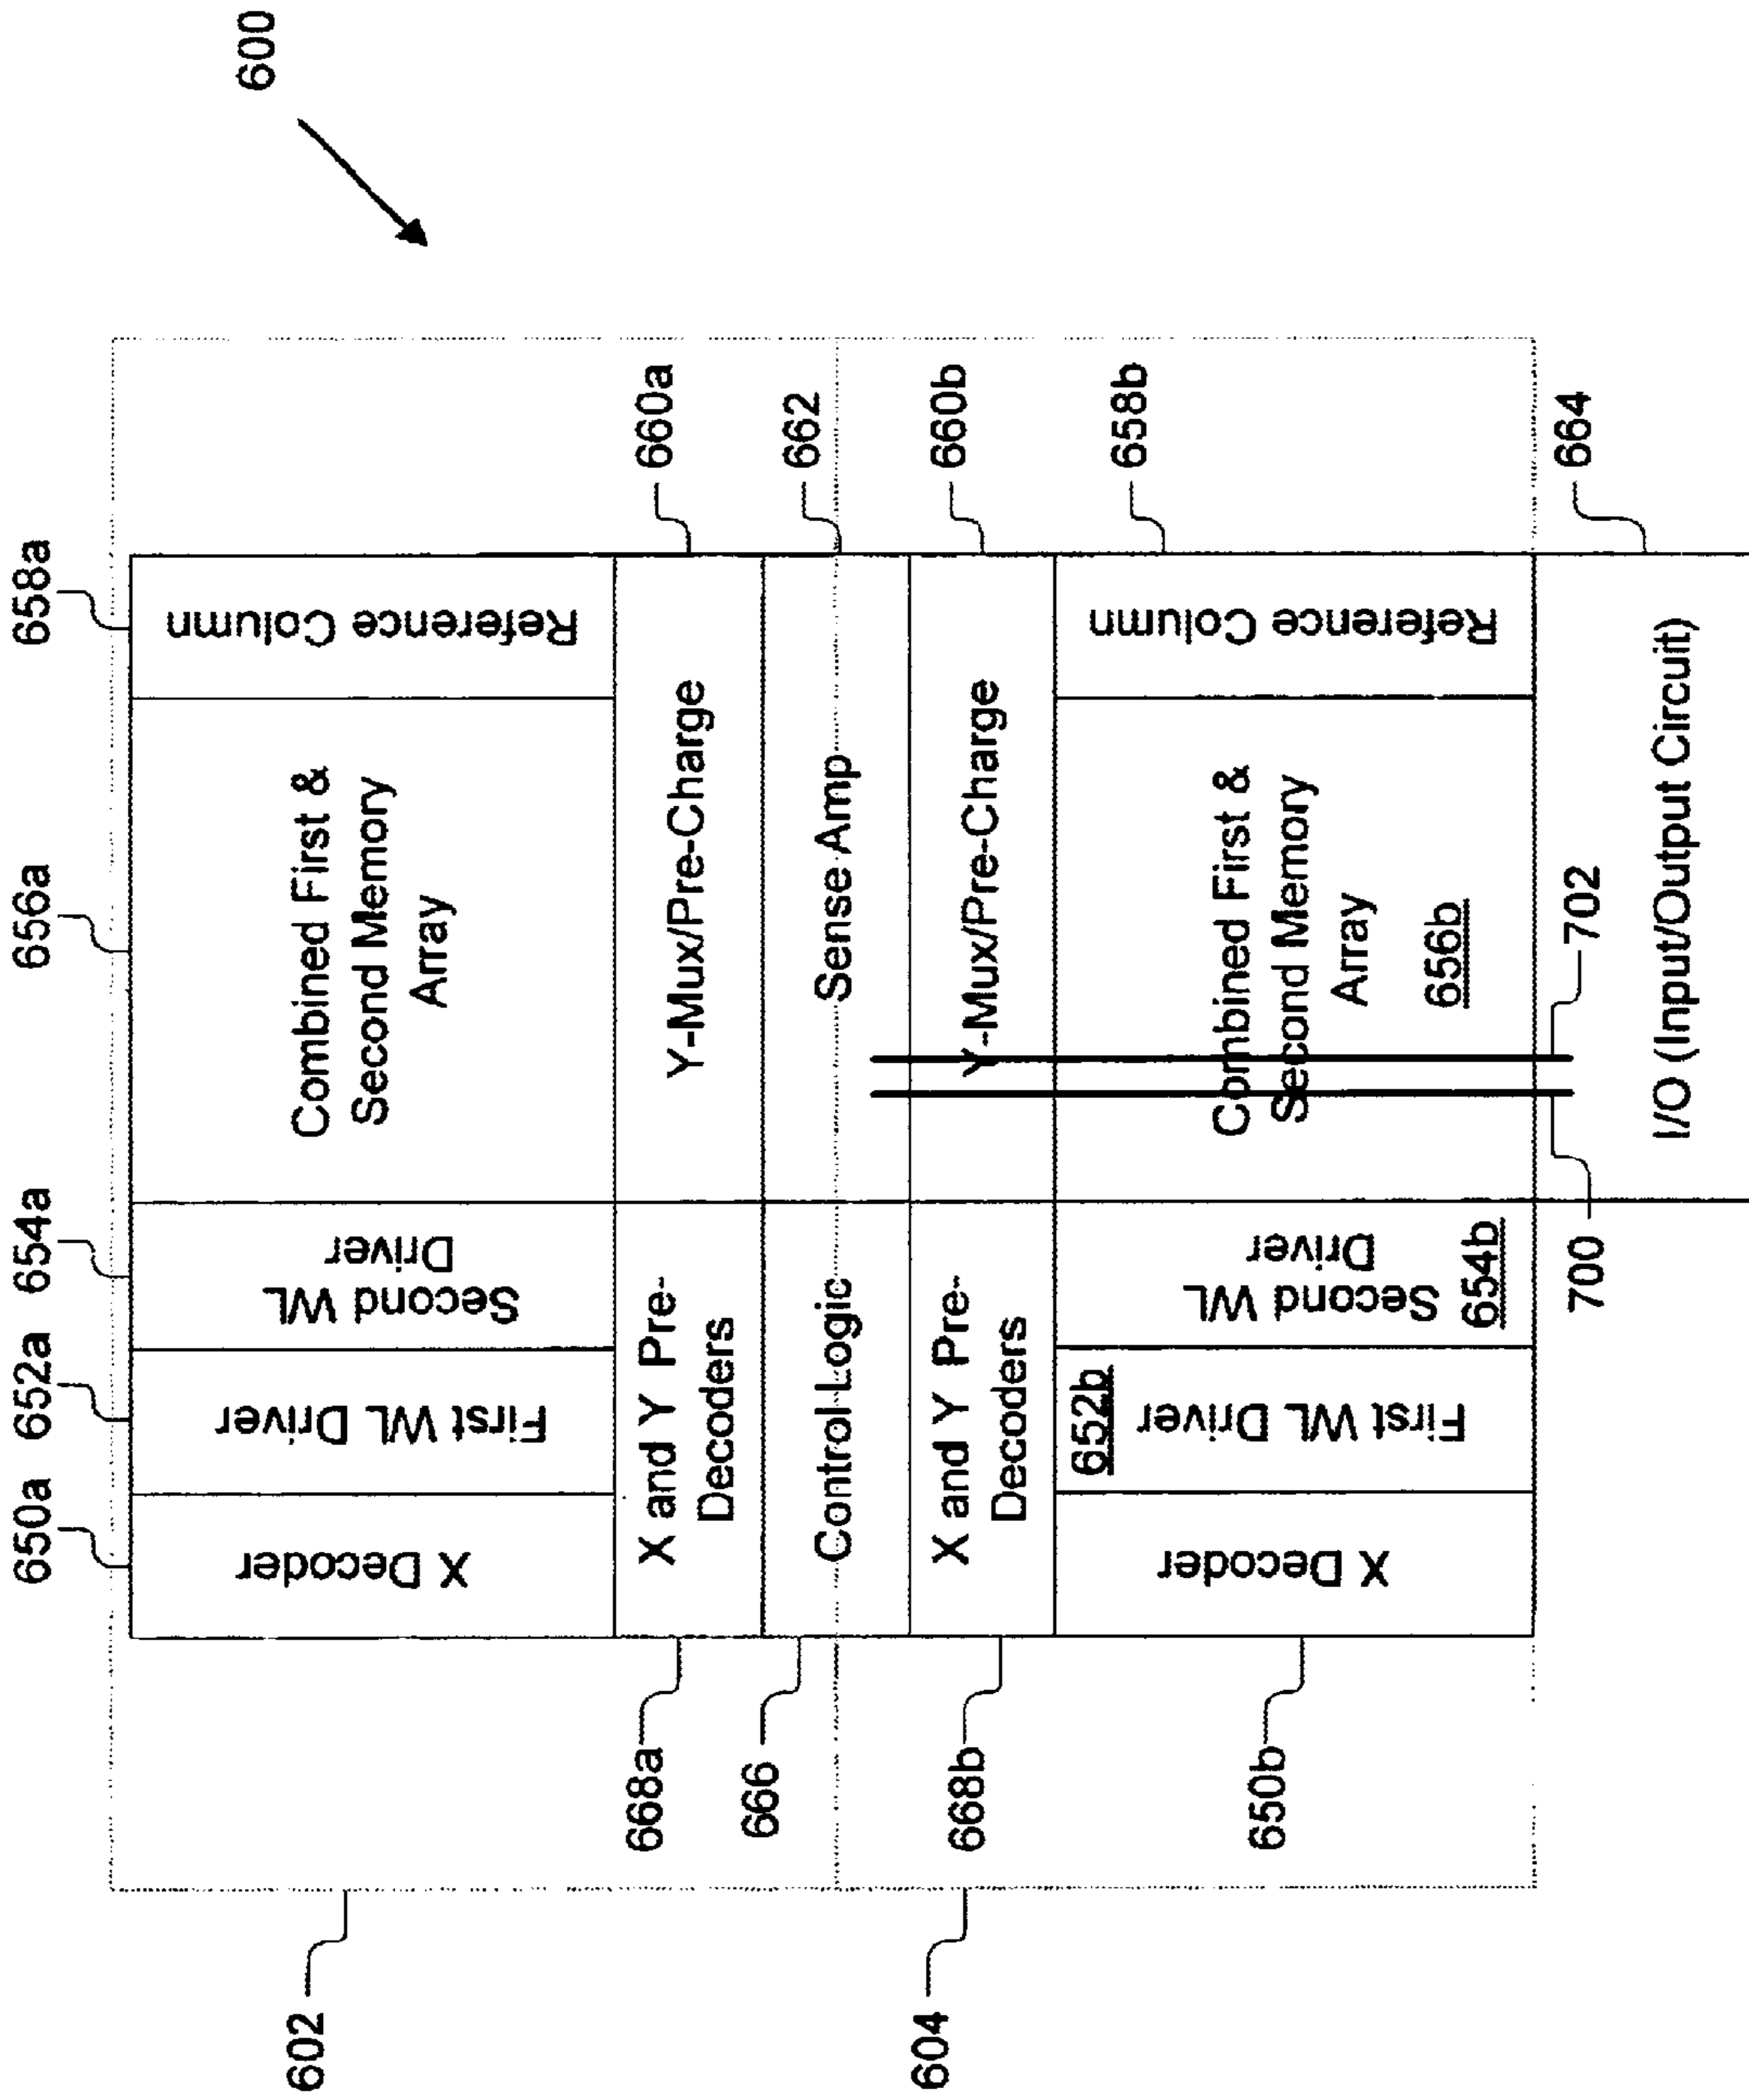 650a
652a
654a
656a
658a
600
602
X Decoder
First WL Driver
Second WL
Driver
Combined First &
Second Memory
Array
Reference Column
668a
X and Y Pre-
Decoders
Y-Mux/Pre-Charge
660a
666
Control Logic
Sense Amp
662
604
668b
X and Y Pre-
Decoders
Y-Mux/Pre-Charge
660b
650b
X Decoder
652b
First WL Driver
Second WL
Driver
654b
Combined First &
Second Memory
Array
656b
Reference Column
658b
700
702
I/O (Input/Output Circuit)
664